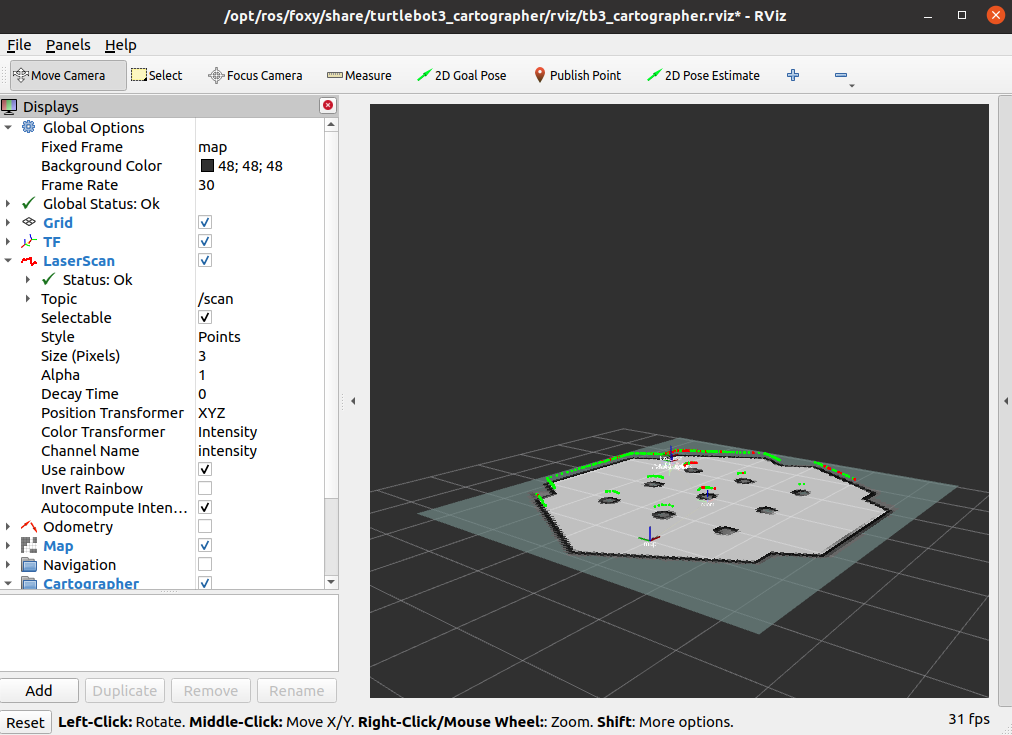 /opt/ros/foxy/share/turtlebot3_cartographer/rviz/tb3_cartographer.rviz* - RViz
File Panels Help
Move Camera Select Focus Camera Measure 2D Goal Pose Publish Point 2D Pose Estimate
Displays
Global Options
Fixed Frame map
Background Color 48; 48; 48
Frame Rate 30
Global Status: Ok
Grid
TF
LaserScan
Status: Ok
Topic /scan
Selectable
Style Points
Size (Pixels) 3
Alpha 1
Decay Time 0
Position Transformer XYZ
Color Transformer Intensity
Channel Name intensity
Use rainbow
Invert Rainbow
Autocompute Inten...
Odometry
Map
Navigation
Cartographer
Add Duplicate Remove Rename
Reset Left-Click: Rotate. Middle-Click: Move X/Y. Right-Click/Mouse Wheel:: Zoom. Shift: More options. 31 fps